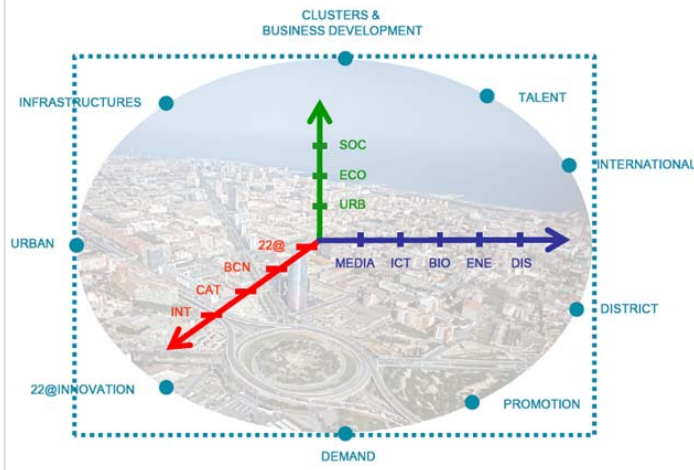 CLUSTERS &
BUSINESS DEVELOPMENT
INFRASTRUCTURES
TALENT
SOC
INTERNATIONAL
ECO
URB
URBAN
22@
MEDIA ICT BIO ENE DIS
BCN
CAT
INT
DISTRICT
22@INNOVATION
PROMOTION
DEMAND